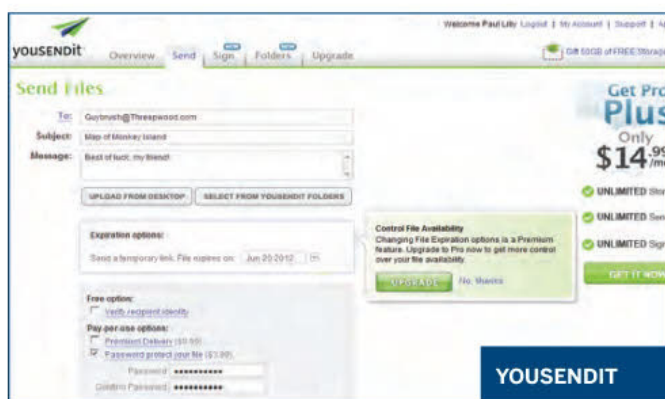 Welcome Paul Lilly Logout | My Account | Support |
YOUSENDIT
Overview Send Sign Folders Upgrade
Gift 50GB of FREE Storage
Send Files
To: Guybrush@Threepwood.com
Subject: Map of Monkey Island
Message: Best of luck, my friend!
UPLOAD FROM DESKTOP SELECT FROM YOUSENDIT FOLDERS
Expiration options:
Send a temporary link. File expires on: Jun 20 2012
Control File Availability
Changing File Expiration options is a Premium
feature. Upgrade to Pro now to get more control
over your file availability.
UPGRADE No, thanks
Free option:
Verify recipient identity
Pay-per-use options:
Premium Delivery ($0.99)
Password protect your file ($3.99)
Password
Confirm Password
Get Pro
Plus
Only
$14.99/mo
UNLIMITED
UNLIMITED
UNLIMITED
GET IT NOW
YOUSENDIT